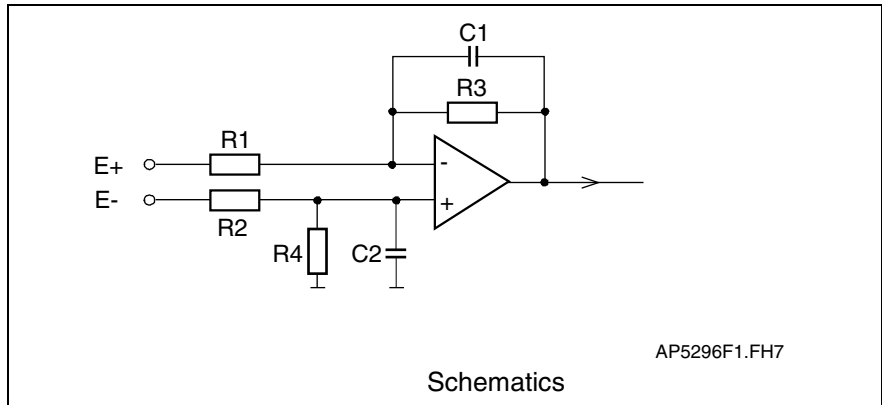 C1
R3
R1
E+
-
E-
+
R2
R4
C2
AP5296F1.FH7
Schematics